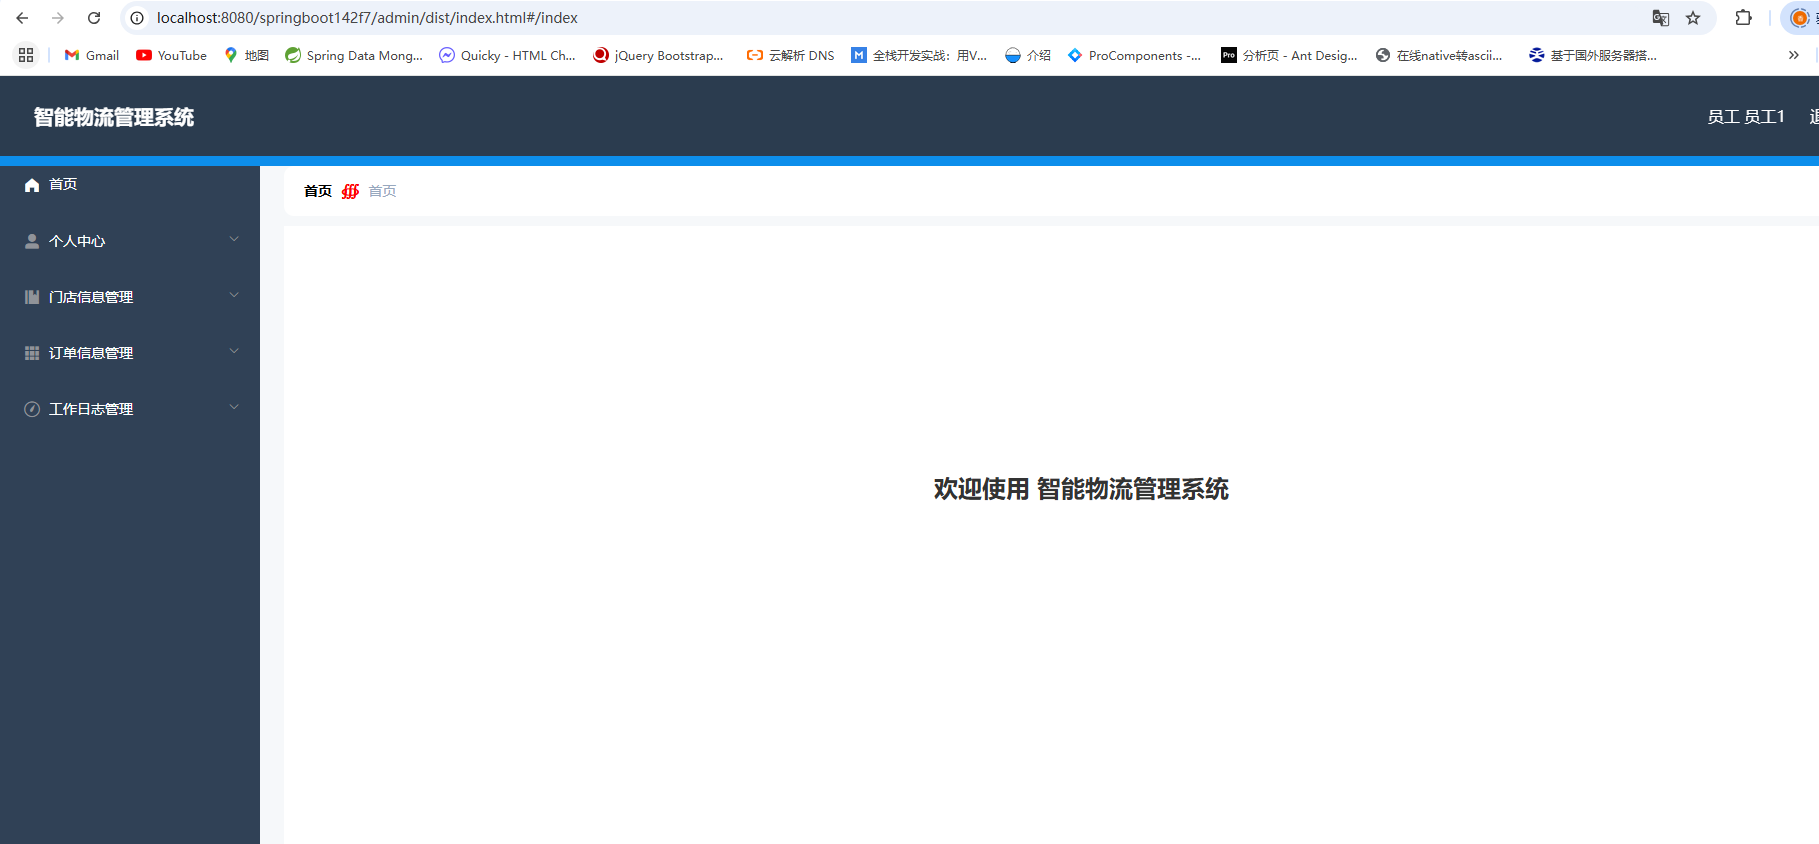 localhost:8080/springboot142f7/admin/dist/index.html#/index
Gmail YouTube 地图 Spring Data Mong... Quicky - HTML Ch... jQuery Bootstrap... 云解析 DNS M 全栈开发实战：用V... 介绍 ProComponents -... Pro 分析页 - Ant Desig... 在线native转ascii... 基于国外服务器搭...
智能物流管理系统 员工 员工1
首页
首页 首页
个人中心
门店信息管理
订单信息管理
工作日志管理
欢迎使用 智能物流管理系统